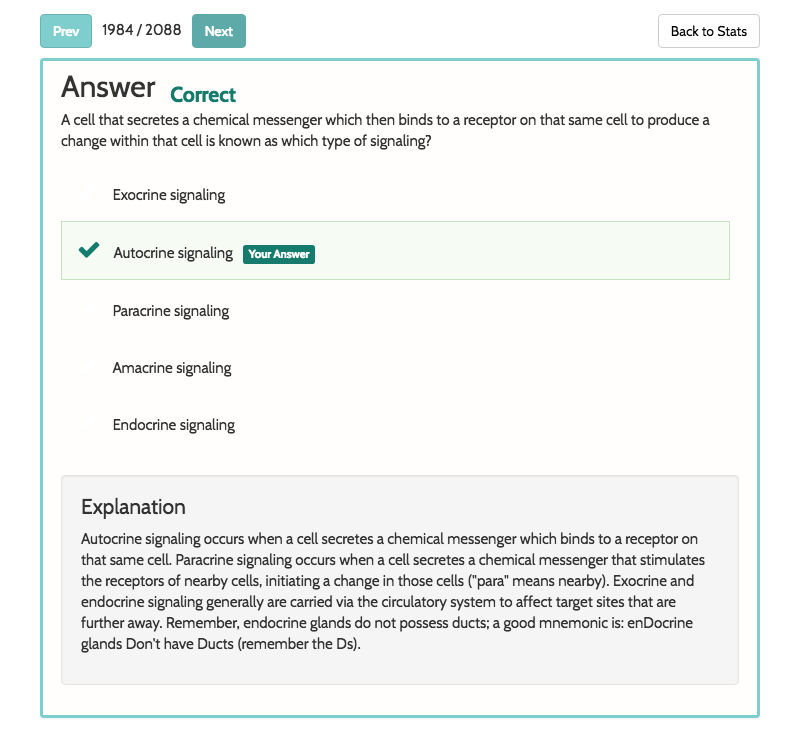 Prev 1984 / 2088 Next Back to Stats
Answer Correct
A cell that secretes a chemical messenger which then binds to a receptor on that same cell to produce a
change within that cell is known as which type of signaling?
Exocrine signaling
Autocrine signaling Your Answer
Paracrine signaling
Amacrine signaling
Endocrine signaling
Explanation
Autocrine signaling occurs when a cell secretes a chemical messenger which binds to a receptor on
that same cell. Paracrine signaling occurs when a cell secretes a chemical messenger that stimulates
the receptors of nearby cells, initiating a change in those cells ("para" means nearby). Exocrine and
endocrine signaling generally are carried via the circulatory system to affect target sites that are
further away. Remember, endocrine glands do not possess ducts; a good mnemonic is: enDocrine
glands Don't have Ducts (remember the Ds).